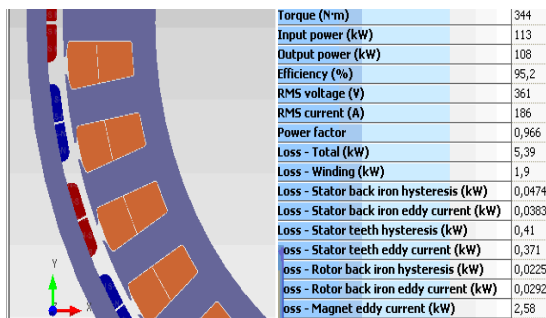 Torque (N·m) 344
Input power (kW) 113
Output power (kW) 108
Efficiency (%) 95,2
RMS voltage (V) 361
RMS current (A) 186
Power factor 0,966
Loss - Total (kW) 5,39
Loss - Winding (kW) 1,9
Loss - Stator back iron hysteresis (kW) 0,0474
Loss - Stator back iron eddy current (kW) 0,0383
Loss - Stator teeth hysteresis (kW) 0,41
Loss - Stator teeth eddy current (kW) 0,371
oss - Rotor back iron hysteresis (kW) 0,0225
oss - Rotor back iron eddy current (kW) 0,0292
oss - Magnet eddy current (kW) 2,58
Y
X